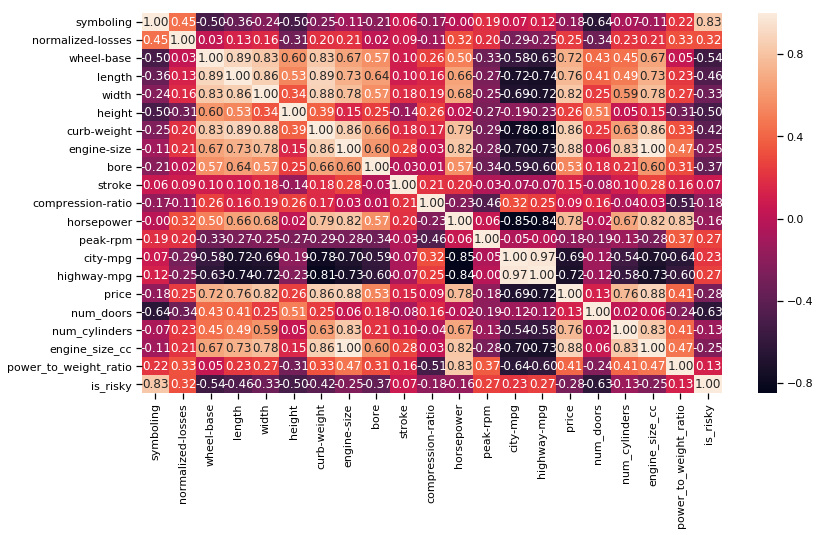 symboling 1.00 0.45 -0.50 -0.36 -0.24 -0.50 -0.25 -0.11 -0.21 0.06 -0.17 -0.00 0.19 0.07 0.12 -0.18 -0.64 -0.07 -0.11 0.22 0.83
normalized-losses 0.45 1.00 0.03 0.13 0.16 -0.31 0.20 0.21 0.02 0.09 -0.11 0.32 0.20 -0.29 -0.25 0.25 -0.34 0.23 0.21 0.33 0.32
wheel-base -0.50 0.03 1.00 0.89 0.83 0.60 0.83 0.67 0.57 0.10 0.26 0.50 -0.33 -0.58 -0.63 0.72 0.43 0.45 0.67 0.05 -0.54
length -0.36 0.13 0.89 1.00 0.86 0.53 0.89 0.73 0.64 0.10 0.16 0.66 -0.27 -0.72 -0.74 0.76 0.41 0.49 0.73 0.23 -0.46
width -0.24 0.16 0.83 0.86 1.00 0.34 0.88 0.78 0.57 0.18 0.19 0.68 -0.25 -0.69 -0.72 0.82 0.25 0.59 0.78 0.27 -0.33
height -0.50 -0.31 0.60 0.53 0.34 1.00 0.39 0.15 0.25 -0.14 0.26 0.02 -0.27 -0.19 -0.23 0.26 0.51 0.05 0.15 -0.31 -0.50
curb-weight -0.25 0.20 0.83 0.89 0.88 0.39 1.00 0.86 0.66 0.18 0.17 0.79 -0.29 -0.78 -0.81 0.86 0.25 0.63 0.86 0.33 -0.42
engine-size -0.11 0.21 0.67 0.73 0.78 0.15 0.86 1.00 0.60 0.28 0.03 0.82 -0.28 -0.70 -0.73 0.88 0.06 0.83 1.00 0.47 -0.25
bore -0.21 0.02 0.57 0.64 0.57 0.25 0.66 0.60 1.00 -0.03 0.01 0.57 -0.34 -0.59 -0.60 0.53 0.18 0.21 0.60 0.31 -0.37
stroke 0.06 0.09 0.10 0.10 0.18 -0.14 0.18 0.28 -0.03 1.00 0.21 0.20 -0.03 -0.07 -0.07 0.15 -0.08 0.10 0.28 0.16 0.07
compression-ratio -0.17 -0.11 0.26 0.16 0.19 0.26 0.17 0.03 0.01 0.21 1.00 -0.23 -0.46 0.32 0.25 0.09 0.16 -0.04 0.03 -0.51 -0.18
horsepower -0.00 0.32 0.50 0.66 0.68 0.02 0.79 0.82 0.57 0.20 -0.23 1.00 0.06 -0.85 -0.84 0.78 -0.02 0.67 0.82 0.83 -0.16
peak-rpm 0.19 0.20 -0.33 -0.27 -0.25 -0.27 -0.29 -0.28 -0.34 -0.03 -0.46 0.06 1.00 -0.05 -0.00 -0.18 -0.19 -0.13 -0.28 0.37 0.27
city-mpg 0.07 -0.29 -0.58 -0.72 -0.69 -0.19 -0.78 -0.70 -0.59 -0.07 0.32 -0.85 -0.05 1.00 0.97 -0.69 -0.12 -0.54 -0.70 -0.64 0.23
highway-mpg 0.12 -0.25 -0.63 -0.74 -0.72 -0.23 -0.81 -0.73 -0.60 -0.07 0.25 -0.84 -0.00 0.97 1.00 -0.72 -0.12 -0.58 -0.73 -0.60 0.27
price -0.18 0.25 0.72 0.76 0.82 0.26 0.86 0.88 0.53 0.15 0.09 0.78 -0.18 -0.69 -0.72 1.00 0.13 0.76 0.88 0.41 -0.28
num_doors -0.64 -0.34 0.43 0.41 0.25 0.51 0.25 0.06 0.18 -0.08 0.16 -0.02 -0.19 -0.12 -0.12 0.13 1.00 0.02 0.06 -0.24 -0.63
num_cylinders -0.07 0.23 0.45 0.49 0.59 0.05 0.63 0.83 0.21 0.10 -0.04 0.67 -0.13 -0.54 -0.58 0.76 0.02 1.00 0.83 0.41 -0.13
engine_size_cc -0.11 0.21 0.67 0.73 0.78 0.15 0.86 1.00 0.60 0.28 0.03 0.82 -0.28 -0.70 -0.73 0.88 0.06 0.83 1.00 0.47 -0.25
power_to_weight_ratio 0.22 0.33 0.05 0.23 0.27 -0.31 0.33 0.47 0.31 0.16 -0.51 0.83 0.37 -0.64 -0.60 0.41 -0.24 0.41 0.47 1.00 0.13
is_risky 0.83 0.32 -0.54 -0.46 -0.33 -0.50 -0.42 -0.25 -0.37 0.07 -0.18 -0.16 0.27 0.23 0.27 -0.28 -0.63 -0.13 -0.25 0.13 1.00
symboling
normalized-losses
wheel-base
length
width
height
curb-weight
engine-size
bore
stroke
compression-ratio
horsepower
peak-rpm
city-mpg
highway-mpg
price
num_doors
num_cylinders
engine_size_cc
power_to_weight_ratio
is_risky
0.8
0.4
0.0
−0.4
−0.8